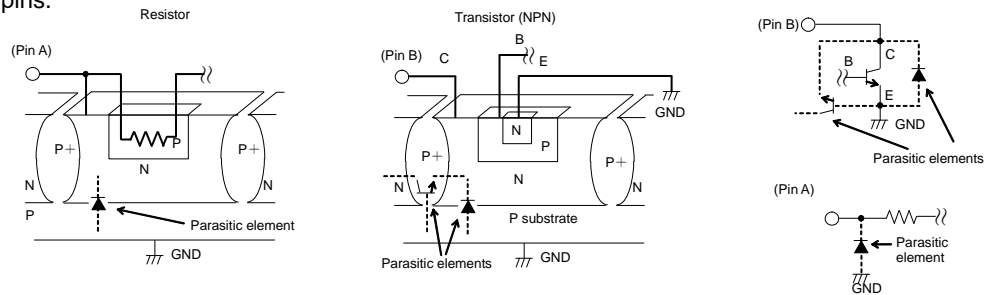 pins.
Resistor
(Pin A)
P+
P
P+
N
N
N
P
Parasitic element
GND
Transistor (NPN)
(Pin B)
C
B
E
GND
N
P
P+
P+
N
N
N
P substrate
Parasitic elements
GND
(Pin B)
C
B
E
GND
Parasitic elements
(Pin A)
Parasitic
element
GND